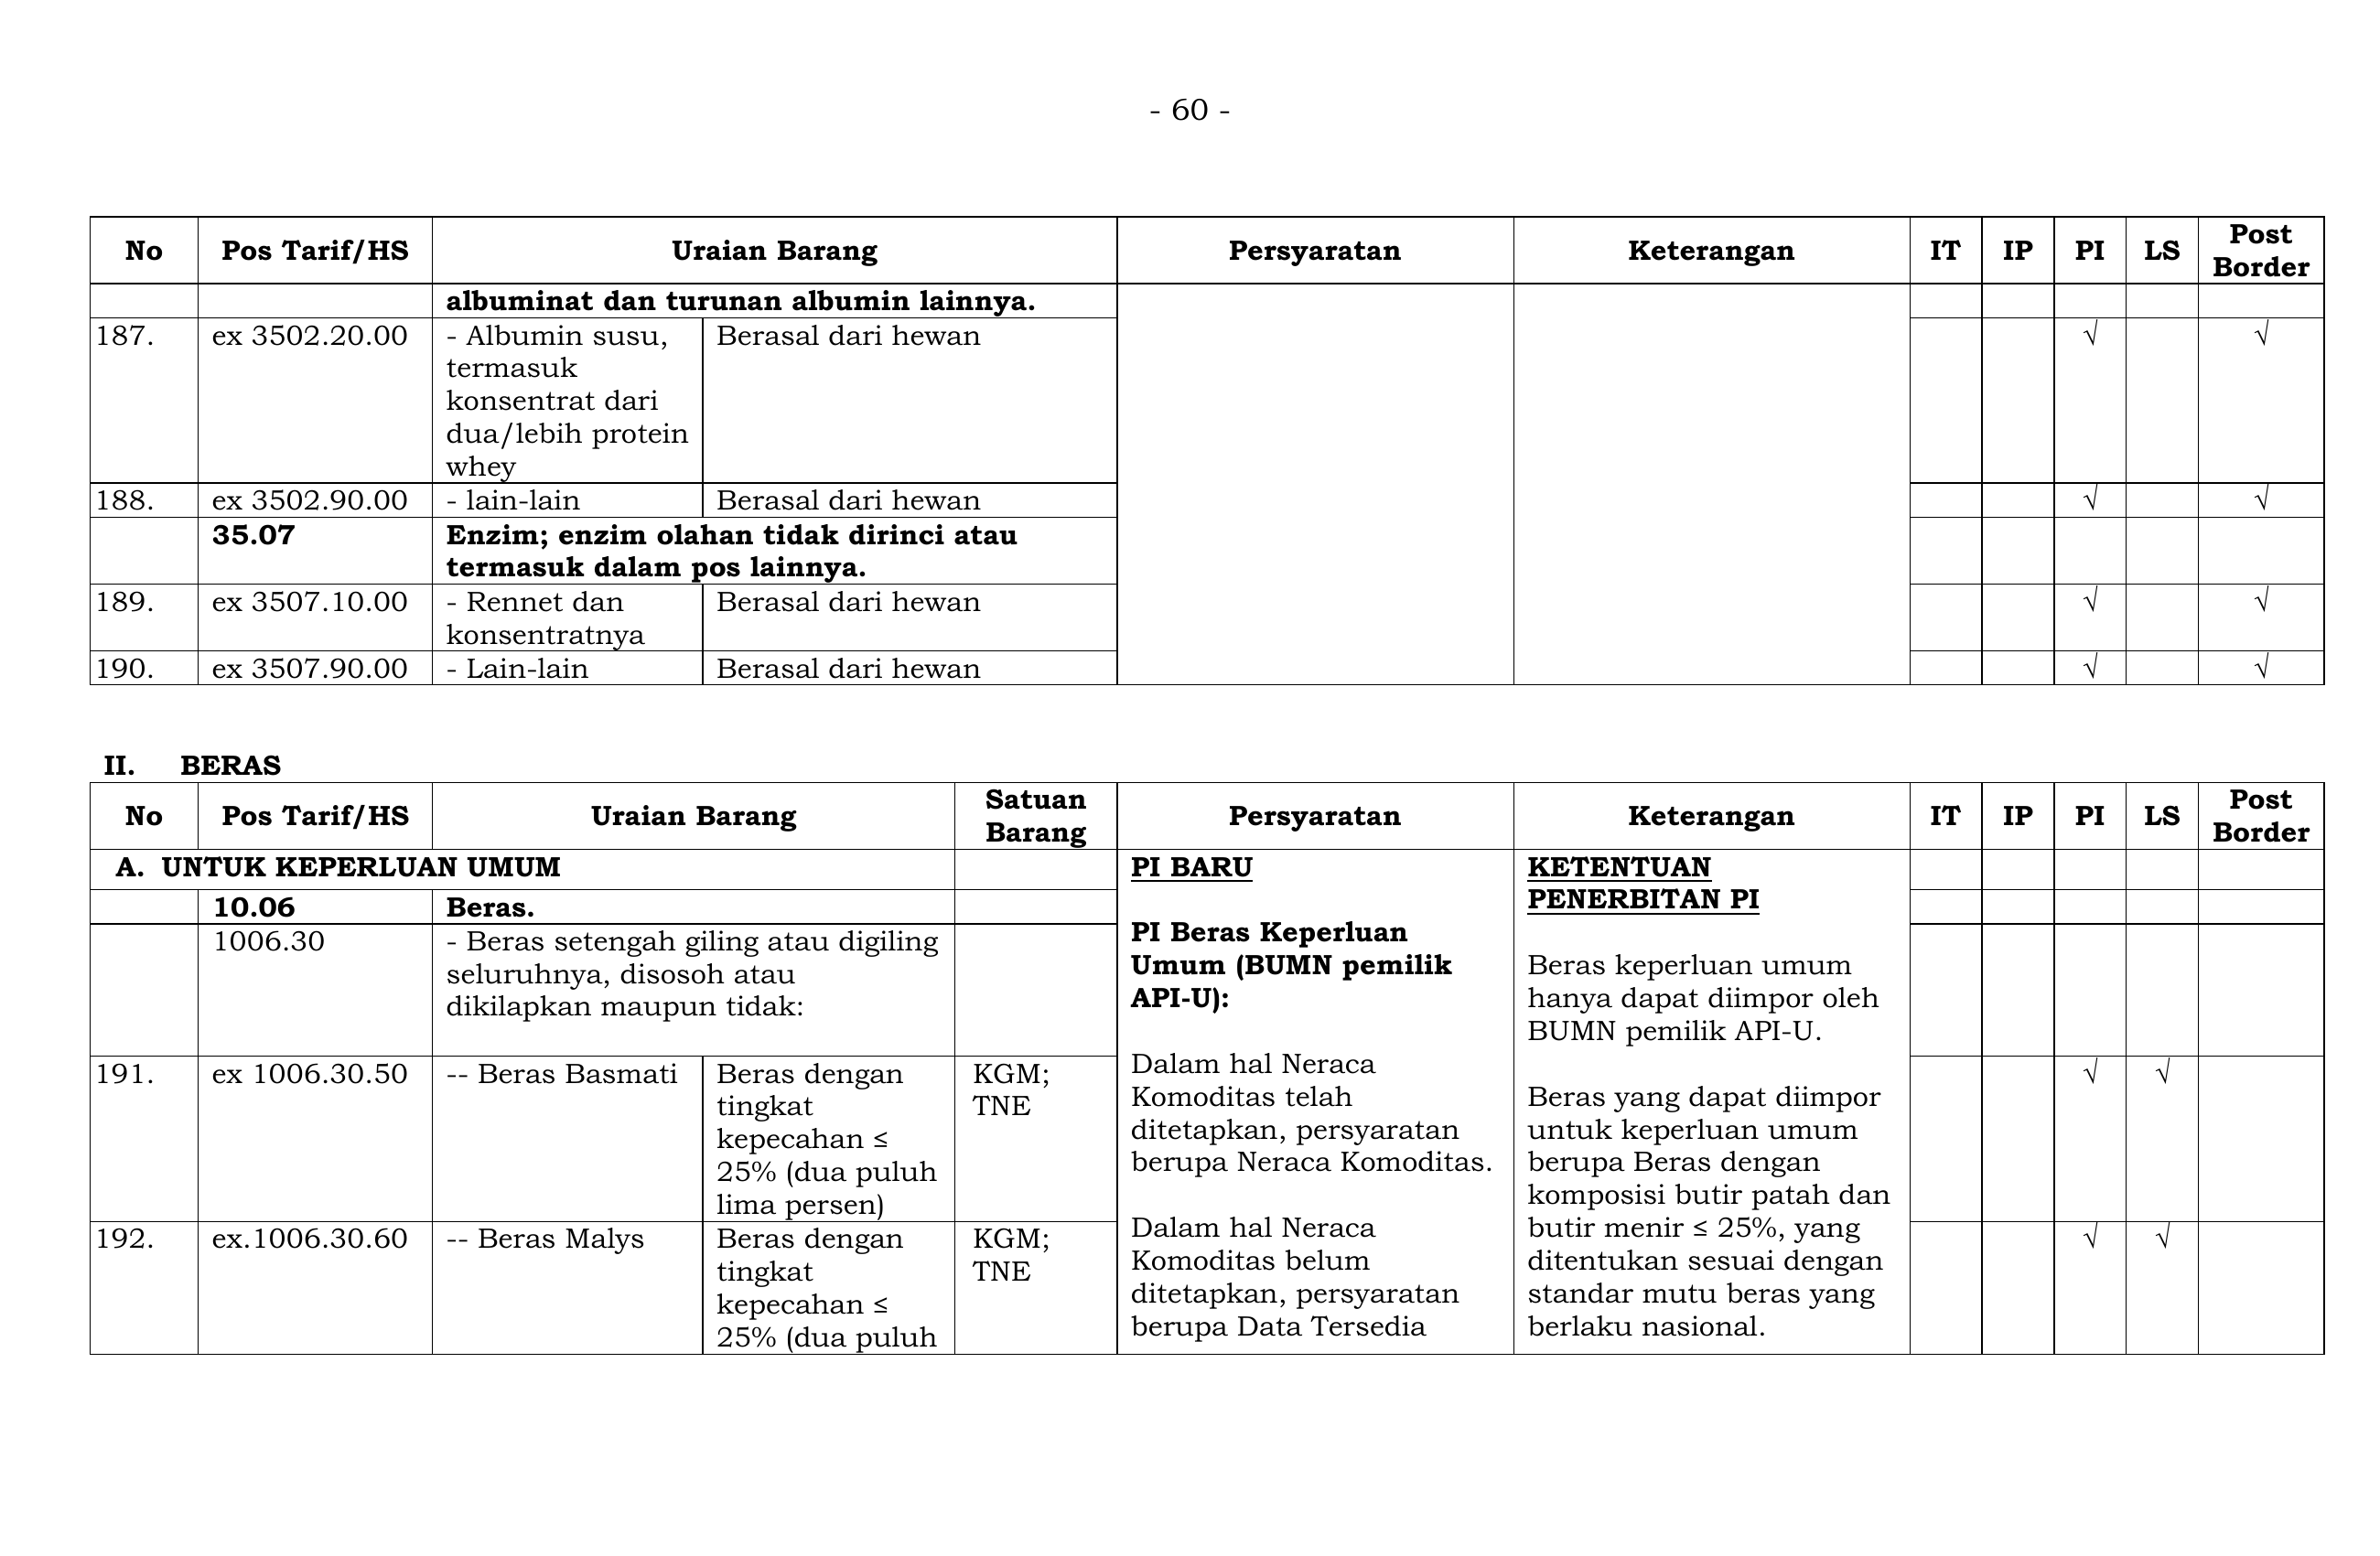 - 60 -
No Pos Tarif/HS Uraian Barang Persyaratan Keterangan IT IP PI LS Post Border
albuminat dan turunan albumin lainnya.
187. ex 3502.20.00 - Albumin susu, Berasal dari hewan √ √
termasuk
konsentrat dari
dua/lebih protein
whey
188. ex 3502.90.00 - lain-lain Berasal dari hewan √ √
35.07 Enzim; enzim olahan tidak dirinci atau
termasuk dalam pos lainnya.
189. ex 3507.10.00 - Rennet dan Berasal dari hewan √ √
konsentratnya
190. ex 3507.90.00 - Lain-lain Berasal dari hewan √ √
II. BERAS
No Pos Tarif/HS Uraian Barang Satuan Barang Persyaratan Keterangan IT IP PI LS Post Border
A. UNTUK KEPERLUAN UMUM
10.06 Beras.
1006.30 - Beras setengah giling atau digiling
seluruhnya, disosoh atau
dikilapkan maupun tidak:
191. ex 1006.30.50 -- Beras Basmati Beras dengan KGM; √ √
tingkat TNE
kepecahan ≤
25% (dua puluh
lima persen)
192. ex.1006.30.60 -- Beras Malys Beras dengan KGM; √ √
tingkat TNE
kepecahan ≤
25% (dua puluh
PI BARU
PI Beras Keperluan
Umum (BUMN pemilik
API-U):
Dalam hal Neraca
Komoditas telah
ditetapkan, persyaratan
berupa Neraca Komoditas.
Dalam hal Neraca
Komoditas belum
ditetapkan, persyaratan
berupa Data Tersedia
KETENTUAN
PENERBITAN PI
Beras keperluan umum
hanya dapat diimpor oleh
BUMN pemilik API-U.
Beras yang dapat diimpor
untuk keperluan umum
berupa Beras dengan
komposisi butir patah dan
butir menir ≤ 25%, yang
ditentukan sesuai dengan
standar mutu beras yang
berlaku nasional.